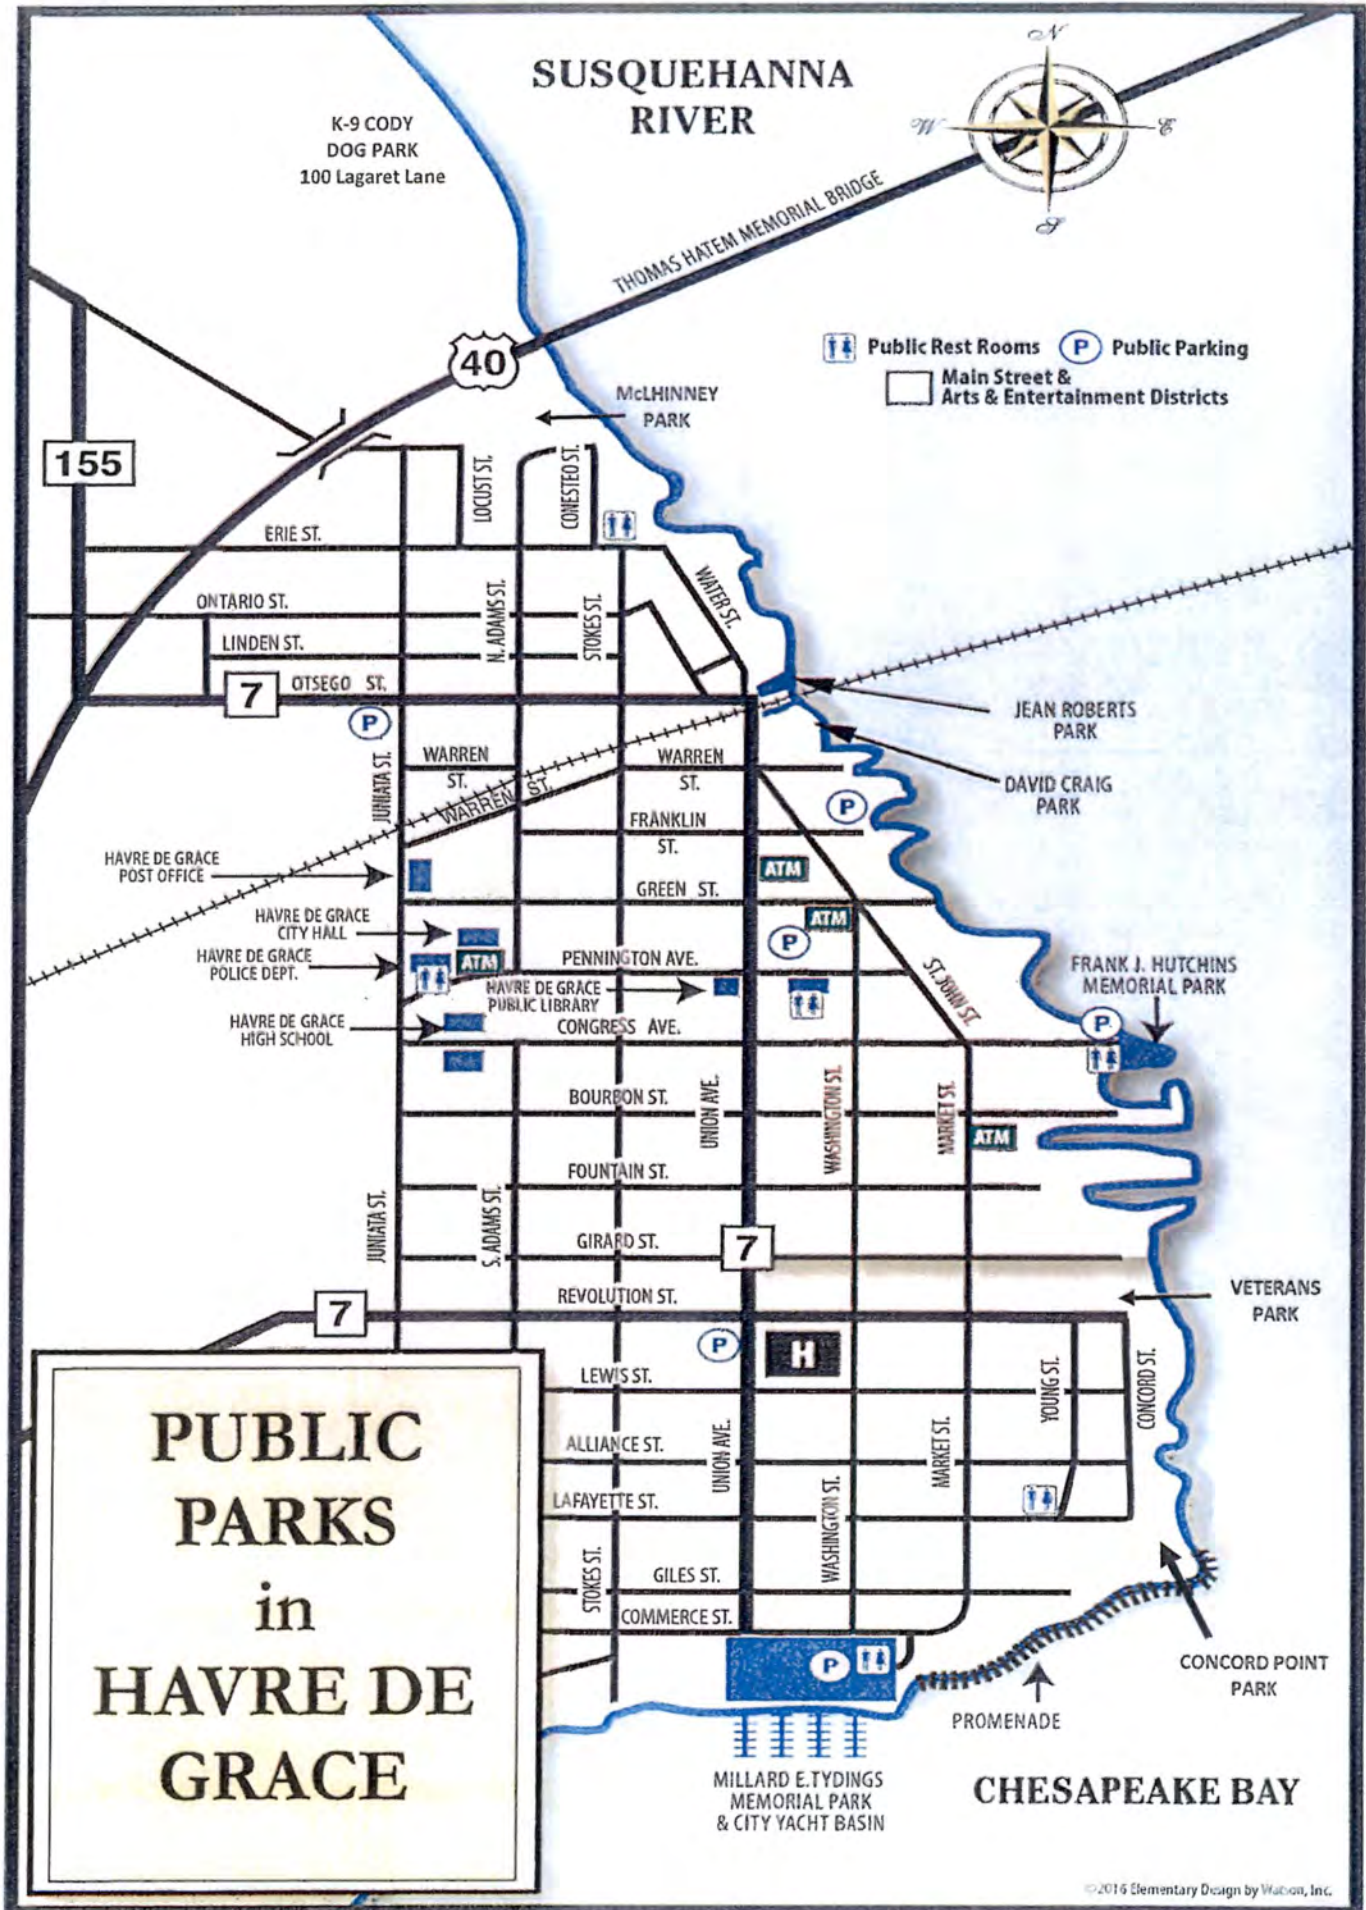 SUSQUEHANNA
RIVER
N
W
E
S
K-9 CODY
DOG PARK
100 Lagaret Lane
THOMAS HATEM MEMORIAL BRIDGE
40
Public Rest Rooms
P
Public Parking
Main Street &
Arts & Entertainment Districts
McLHINNEY
PARK
155
LOCUST ST.
CONESTEO ST.
ERIE ST.
WATER ST.
ONTARIO ST.
N. ADAMS ST.
STOKES ST.
LINDEN ST.
7
OTSEGO ST.
JEAN ROBERTS
PARK
P
JUNIATA ST.
WARREN
ST.
WARREN
ST.
WARREN ST.
DAVID CRAIG
PARK
P
FRANKLIN
ST.
HAVRE DE GRACE
POST OFFICE
ATM
GREEN ST.
HAVRE DE GRACE
CITY HALL
ATM
P
HAVRE DE GRACE
POLICE DEPT.
ATM
PENNINGTON AVE.
FRANK J. HUTCHINS
MEMORIAL PARK
HAVRE DE GRACE
PUBLIC LIBRARY
ST. JOHN ST.
HAVRE DE GRACE
HIGH SCHOOL
CONGRESS AVE.
P
BOURBON ST.
UNION AVE.
WASHINGTON ST.
MARKET ST.
ATM
FOUNTAIN ST.
JUNIATA ST.
S. ADAMS ST.
GIRARD ST.
7
REVOLUTION ST.
VETERANS
PARK
7
P
H
LEWIS ST.
YOUNG ST.
CONCORD ST.
ALLIANCE ST.
UNION AVE.
MARKET ST.
LAFAYETTE ST.
WASHINGTON ST.
STOKES ST.
GILES ST.
COMMERCE ST.
P
CONCORD POINT
PARK
PROMENADE
MILLARD E.TYDINGS
MEMORIAL PARK
& CITY YACHT BASIN
CHESAPEAKE BAY
PUBLIC
PARKS
in
HAVRE DE
GRACE
©2016 Elementary Design by Watson, Inc.